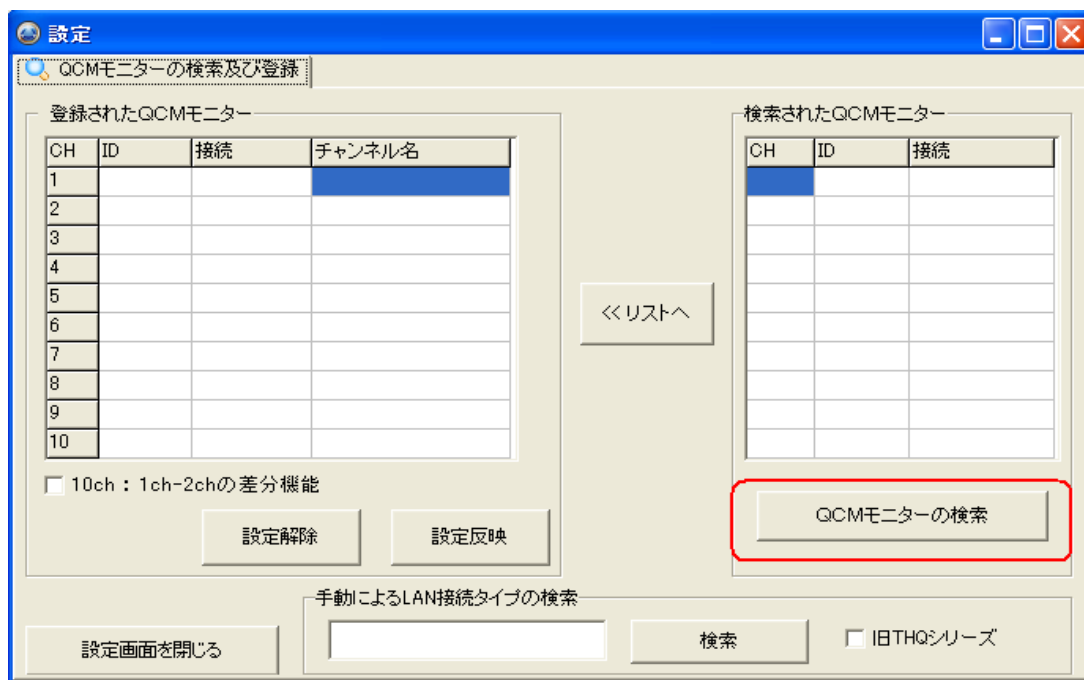 設定
QCMモニターの検索及び登録
登録されたQCMモニター
CH ID 接続 チャンネル名
1
2
3
4
5
6
7
8
9
10
10ch：1ch-2chの差分機能
設定解除 設定反映
<<リストへ
検索されたQCMモニター
CH ID 接続
QCMモニターの検索
手動によるLAN接続タイプの検索
設定画面を閉じる
検索
旧THQシリーズ